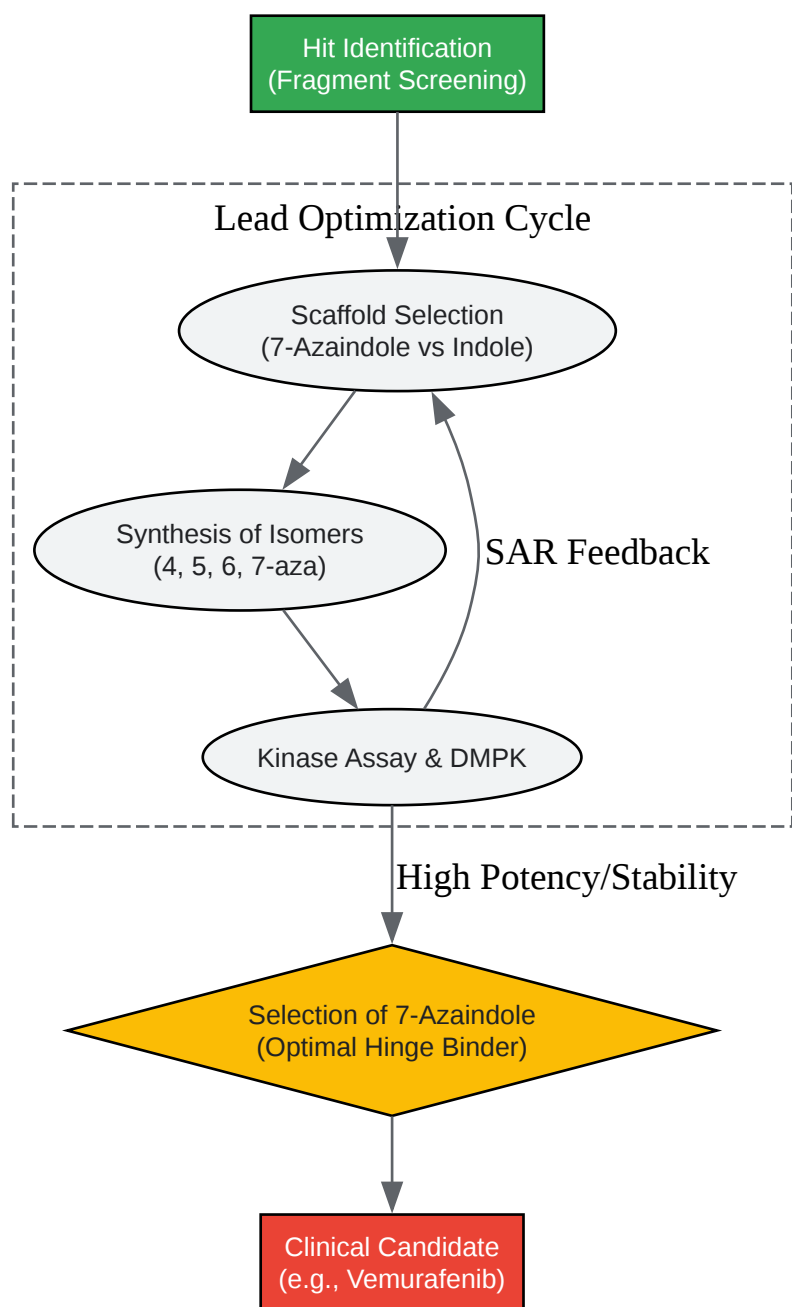 Hit Identification
(Fragment Screening)
Lead Optimization Cycle
Scaffold Selection
(7-Azaindole vs Indole)
Synthesis of Isomers
(4, 5, 6, 7-aza)
SAR Feedback
Kinase Assay & DMPK
High Potency/Stability
Selection of 7-Azaindole
(Optimal Hinge Binder)
Clinical Candidate
(e.g., Vemurafenib)